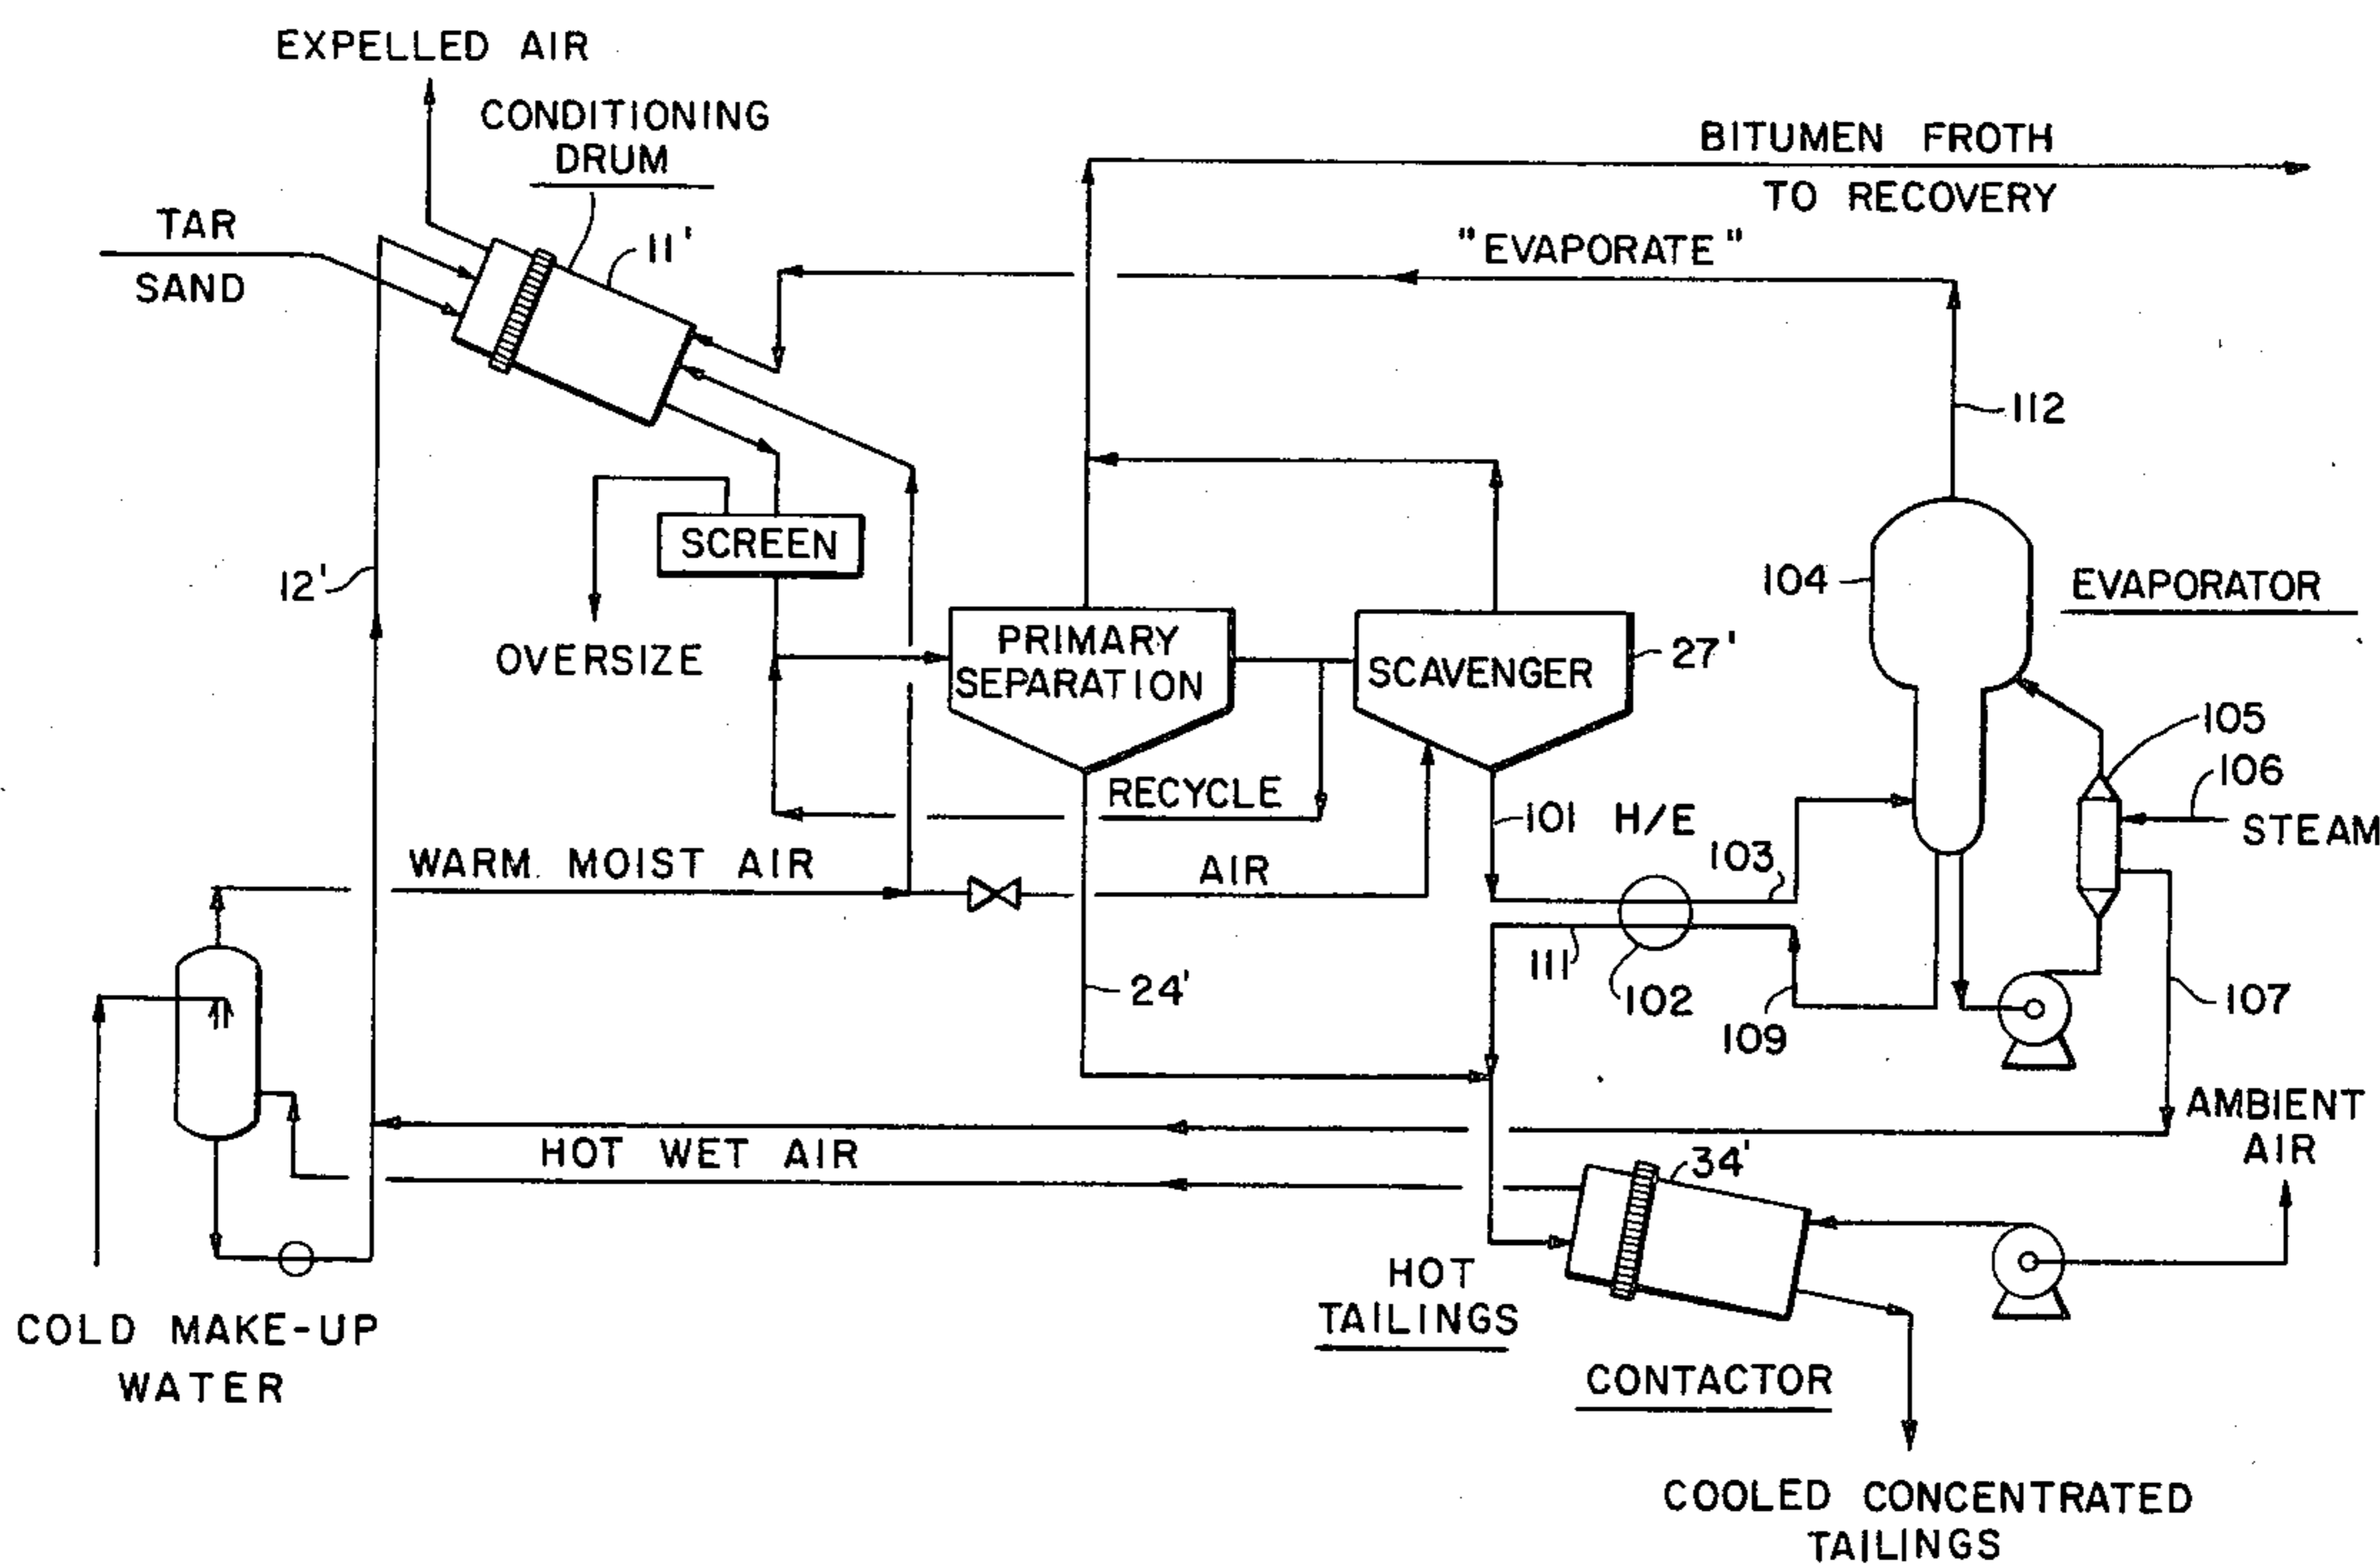 EXPELLED AIR
CONDITIONING
DRUM
BITUMEN FROTH
TO RECOVERY
TAR
SAND
11'
"EVAPORATE"
112
SCREEN
12'
104
EVAPORATOR
OVERSIZE
PRIMARY
SEPARATION
SCAVENGER
27'
105
106
STEAM
RECYCLE
101
H/E
103
WARM MOIST AIR
AIR
111
102
24'
109
107
AMBIENT
AIR
HOT WET AIR
34'
HOT
TAILINGS
COLD MAKE-UP
WATER
CONTACTOR
COOLED CONCENTRATED
TAILINGS